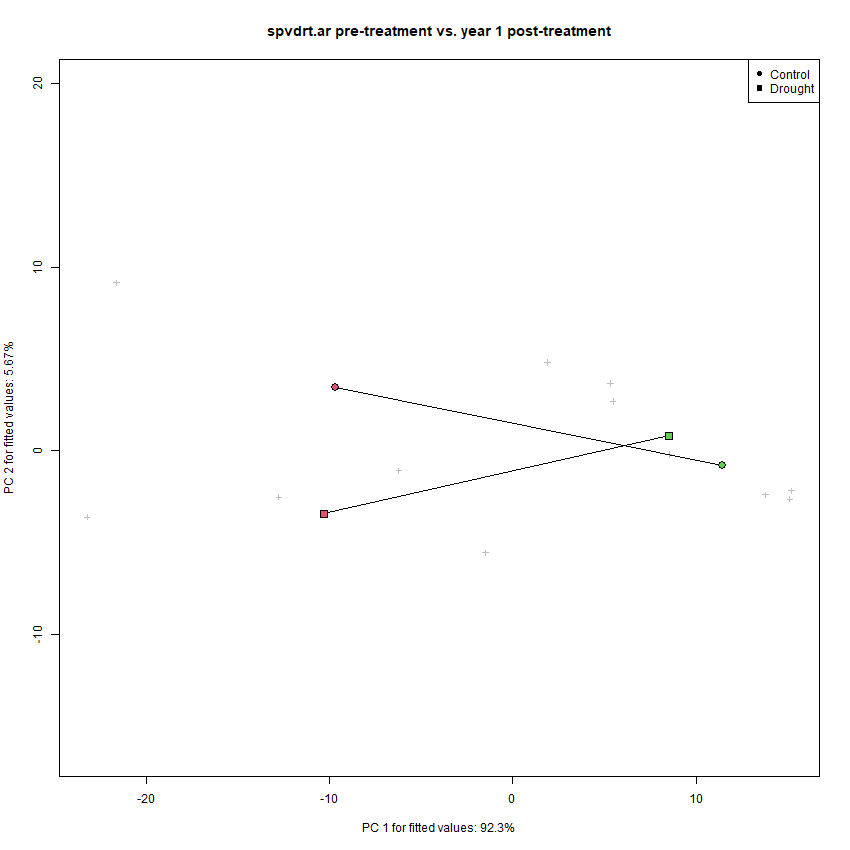 spvdrt.ar pre-treatment vs. year 1 post-treatment
Control
Drought
20
10
0
-10
PC 2 for fitted values: 5.67%
-20
-10
0
10
PC 1 for fitted values: 92.3%